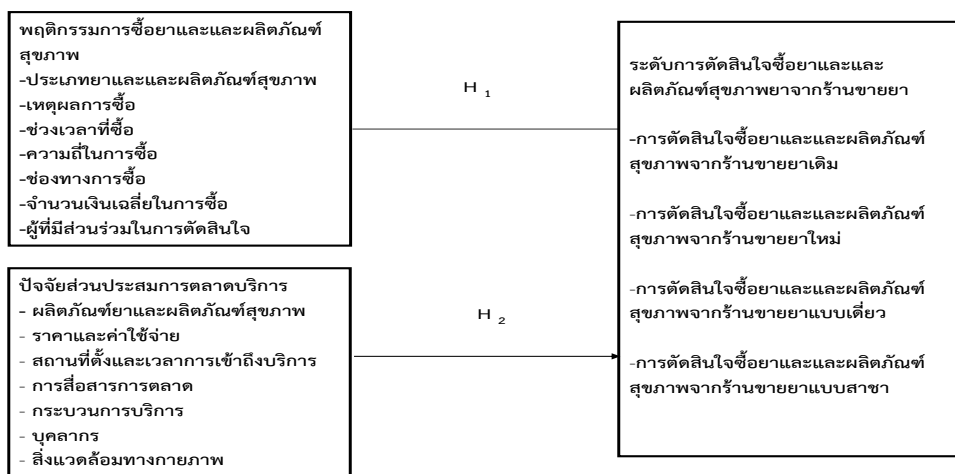 พฤติกรรมการซื้อยาและและผลิตภัณฑ์
สุขภาพ
-ประเภทยาและและผลิตภัณฑ์สุขภาพ
-เหตุผลการซื้อ
-ช่วงเวลาที่ซื้อ
-ความถี่ในการซื้อ
-ช่องทางการซื้อ
-จำนวนเงินเฉลี่ยในการซื้อ
-ผู้ที่มีส่วนร่วมในการตัดสินใจ
H 1
ปัจจัยส่วนประสมการตลาดบริการ
- ผลิตภัณฑ์ยาและผลิตภัณฑ์สุขภาพ
- ราคาและค่าใช้จ่าย
- สถานที่ตั้งและเวลาการเข้าถึงบริการ
- การสื่อสารการตลาด
- กระบวนการบริการ
- บุคลากร
- สิ่งแวดล้อมทางกายภาพ
H 2
ระดับการตัดสินใจซื้อยาและและ
ผลิตภัณฑ์สุขภาพยาจากร้านขายยา
-การตัดสินใจซื้อยาและและผลิตภัณฑ์
สุขภาพจากร้านขายยาเดิม
-การตัดสินใจซื้อยาและและผลิตภัณฑ์
สุขภาพจากร้านขายยาใหม่
-การตัดสินใจซื้อยาและและผลิตภัณฑ์
สุขภาพจากร้านขายยาแบบเดี่ยว
-การตัดสินใจซื้อยาและและผลิตภัณฑ์
สุขภาพจากร้านขายยาแบบสาขา